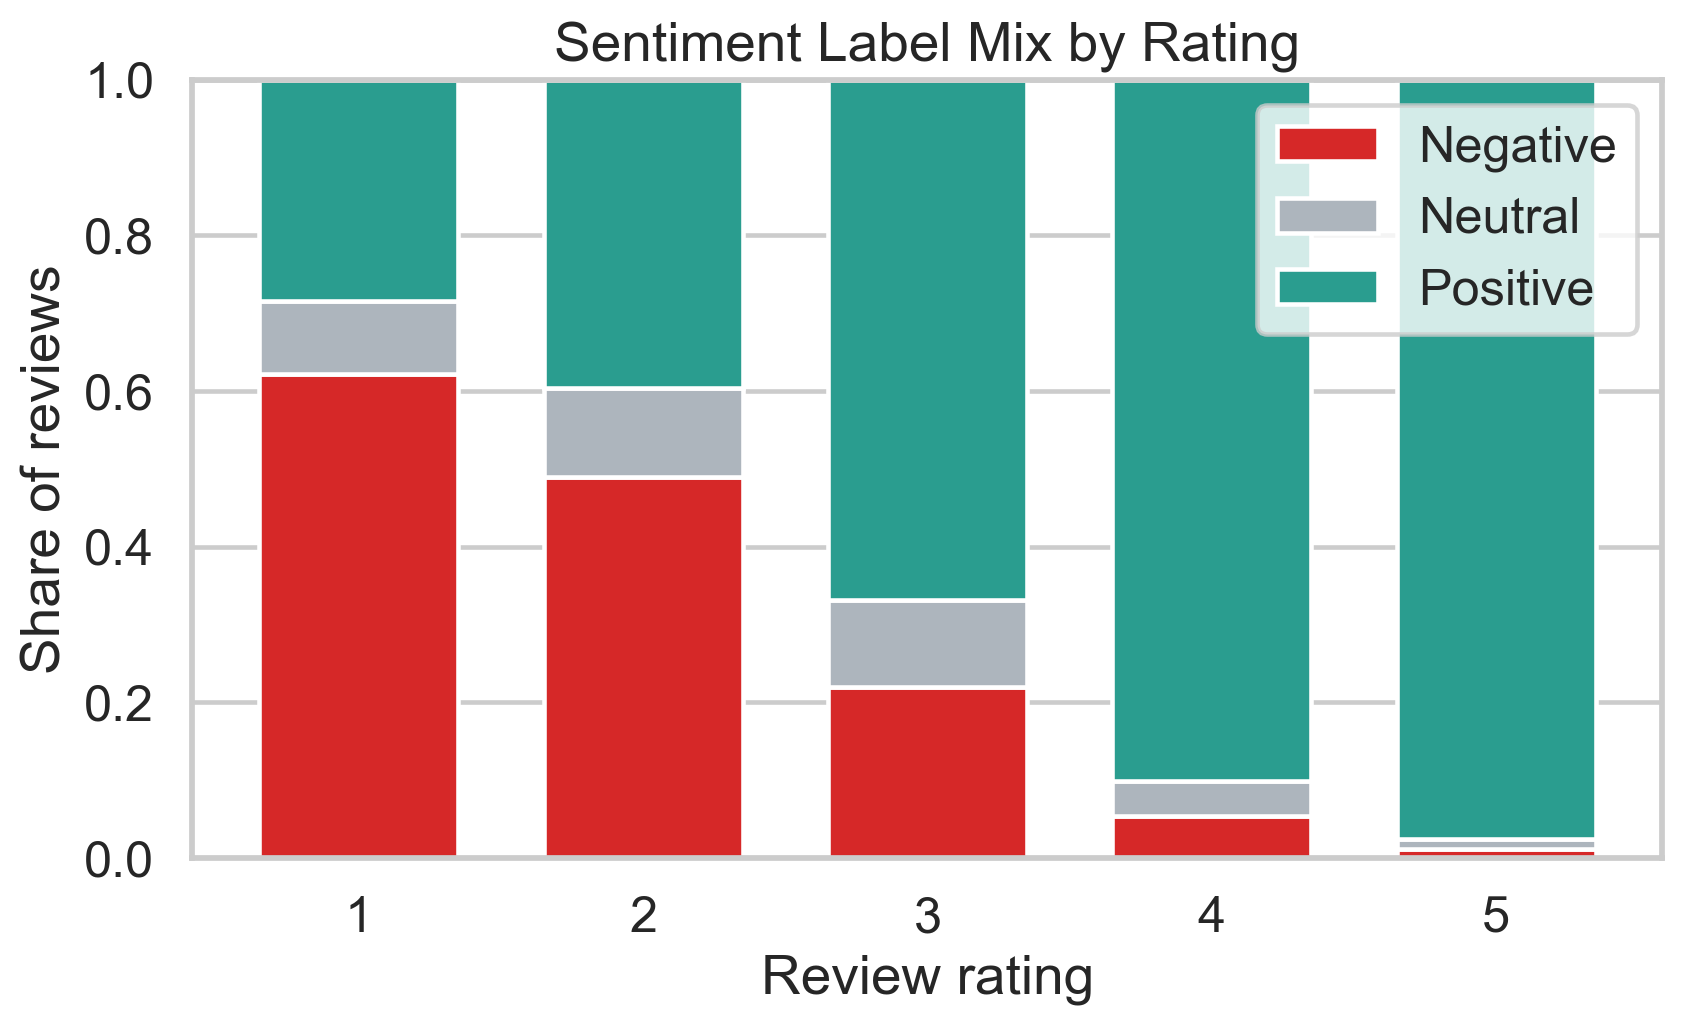 Sentiment Label Mix by Rating
1.0
0.8
0.6
0.4
0.2
0.0
Share of reviews
Negative
Neutral
Positive
1 2 3 4 5
Review rating